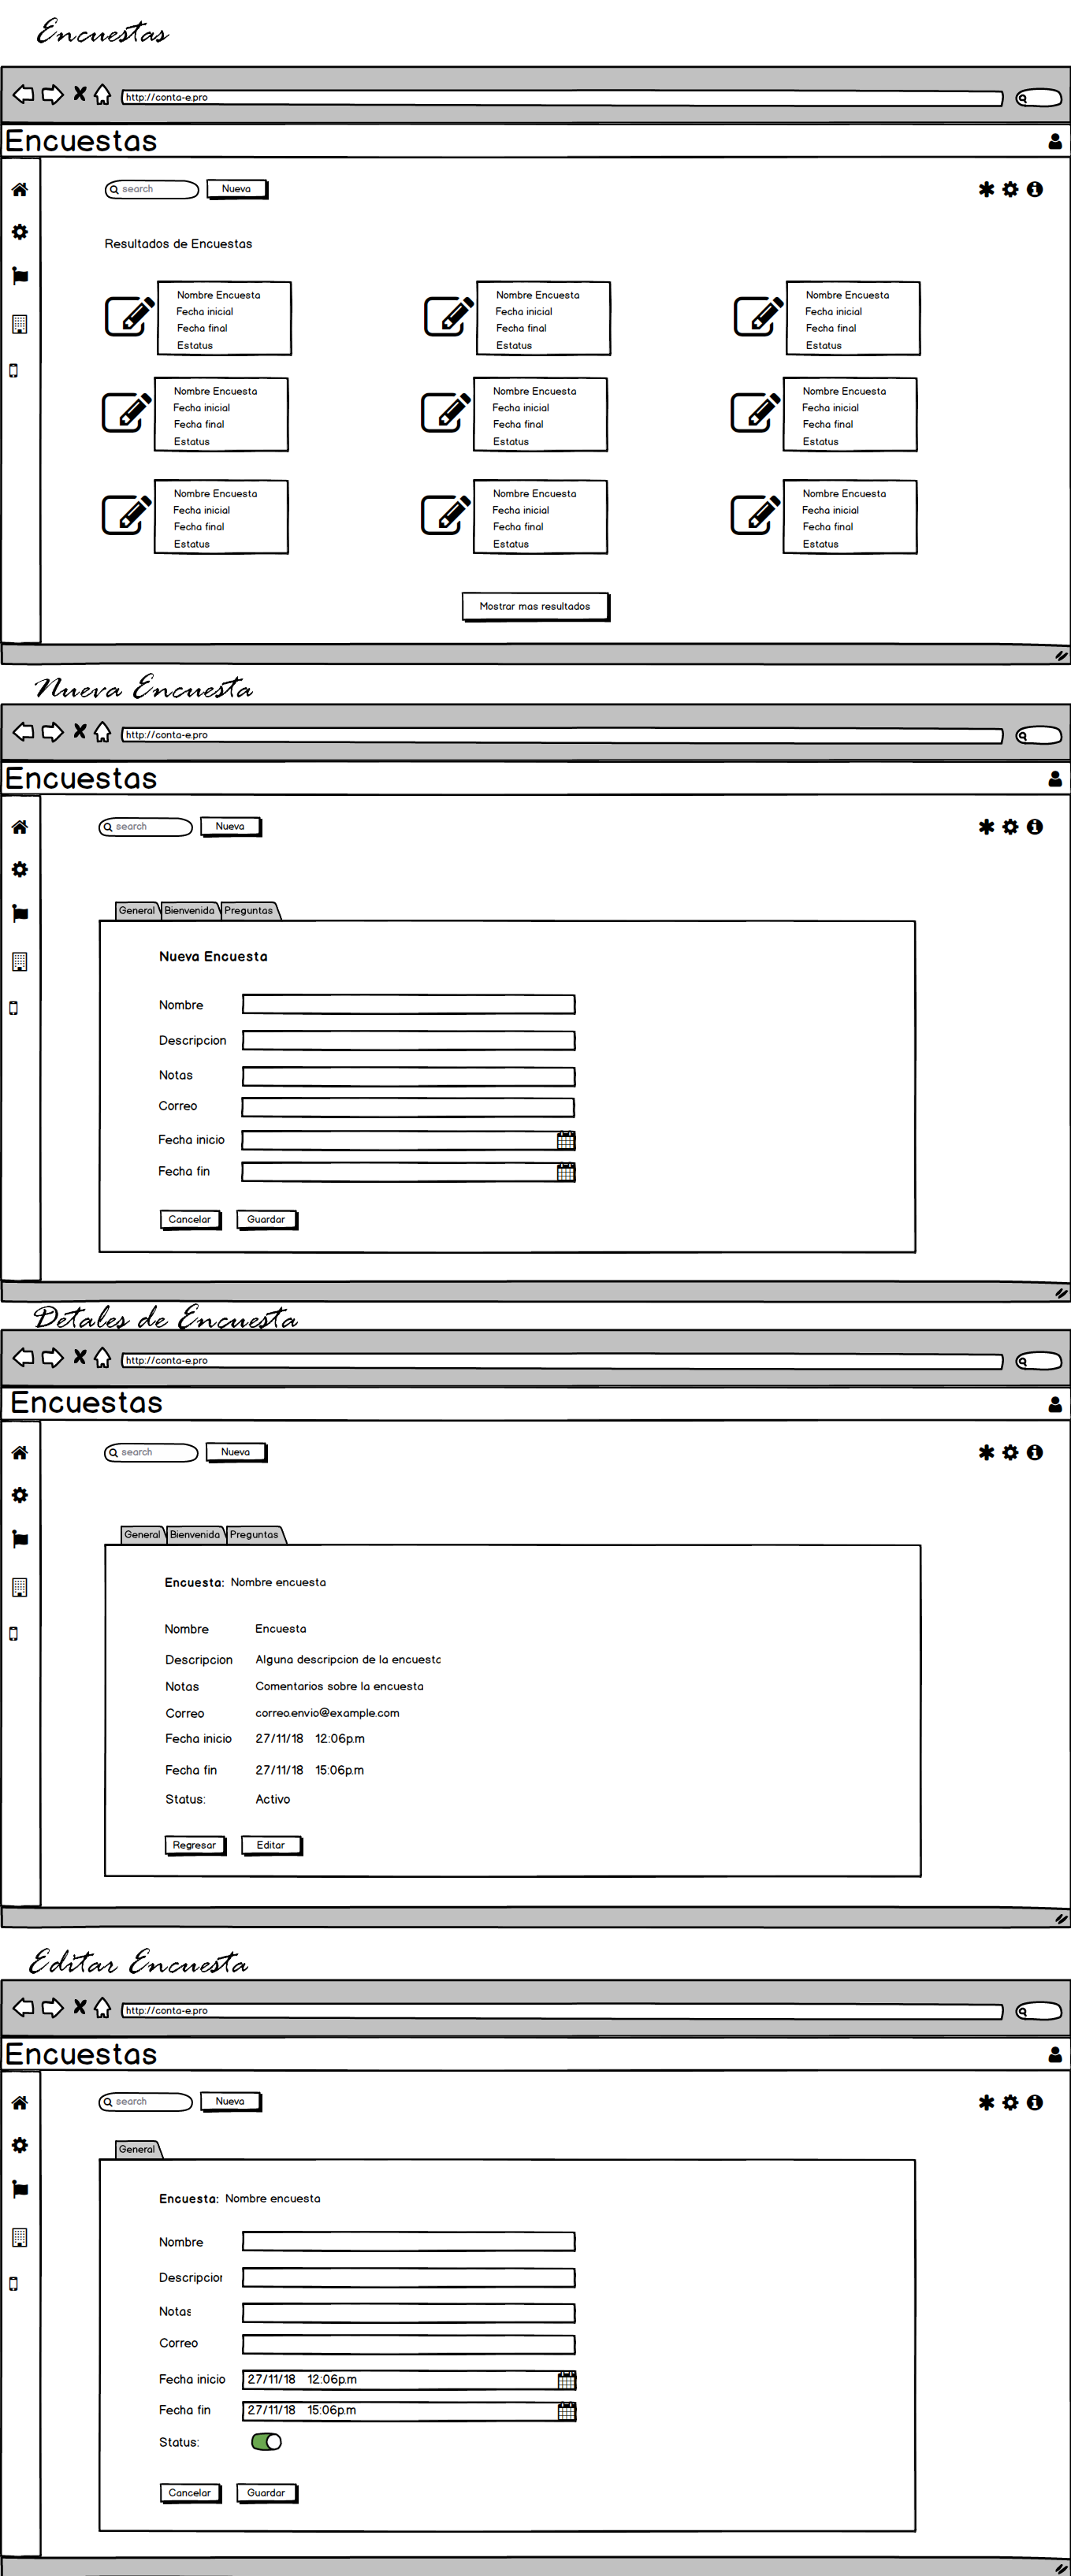 Encuestas
http://conta-e.pro
Encuestas
search Nueva
Resultados de Encuestas
Nombre Encuesta Nombre Encuesta Nombre Encuesta
Fecha inicial Fecha inicial Fecha inicial
Fecha final Fecha final Fecha final
Estatus Estatus Estatus
Nombre Encuesta Nombre Encuesta Nombre Encuesta
Fecha inicial Fecha inicial Fecha inicial
Fecha final Fecha final Fecha final
Estatus Estatus Estatus
Nombre Encuesta Nombre Encuesta Nombre Encuesta
Fecha inicial Fecha inicial Fecha inicial
Fecha final Fecha final Fecha final
Estatus Estatus Estatus
Mostrar mas resultados
Nueva Encuesta
http://conta-e.pro
Encuestas
search Nueva
General Bienvenida Preguntas
Nueva Encuesta
Nombre
Descripcion
Notas
Correo
Fecha inicio
Fecha fin
Cancelar Guardar
Detales de Encuesta
http://conta-e.pro
Encuestas
search Nueva
General Bienvenida Preguntas
Encuesta: Nombre encuesta
Nombre Encuesta
Descripcion Alguna descripcion de la encuesta
Notas Comentarios sobre la encuesta
Correo correo.envio@example.com
Fecha inicio 27/11/18 12:06p.m
Fecha fin 27/11/18 15:06p.m
Status: Activo
Regresar Editar
Editar Encuesta
http://conta-e.pro
Encuestas
search Nueva
General
Encuesta: Nombre encuesta
Nombre
Descripcion
Notas
Correo
Fecha inicio 27/11/18 12:06p.m
Fecha fin 27/11/18 15:06p.m
Status:
Cancelar Guardar